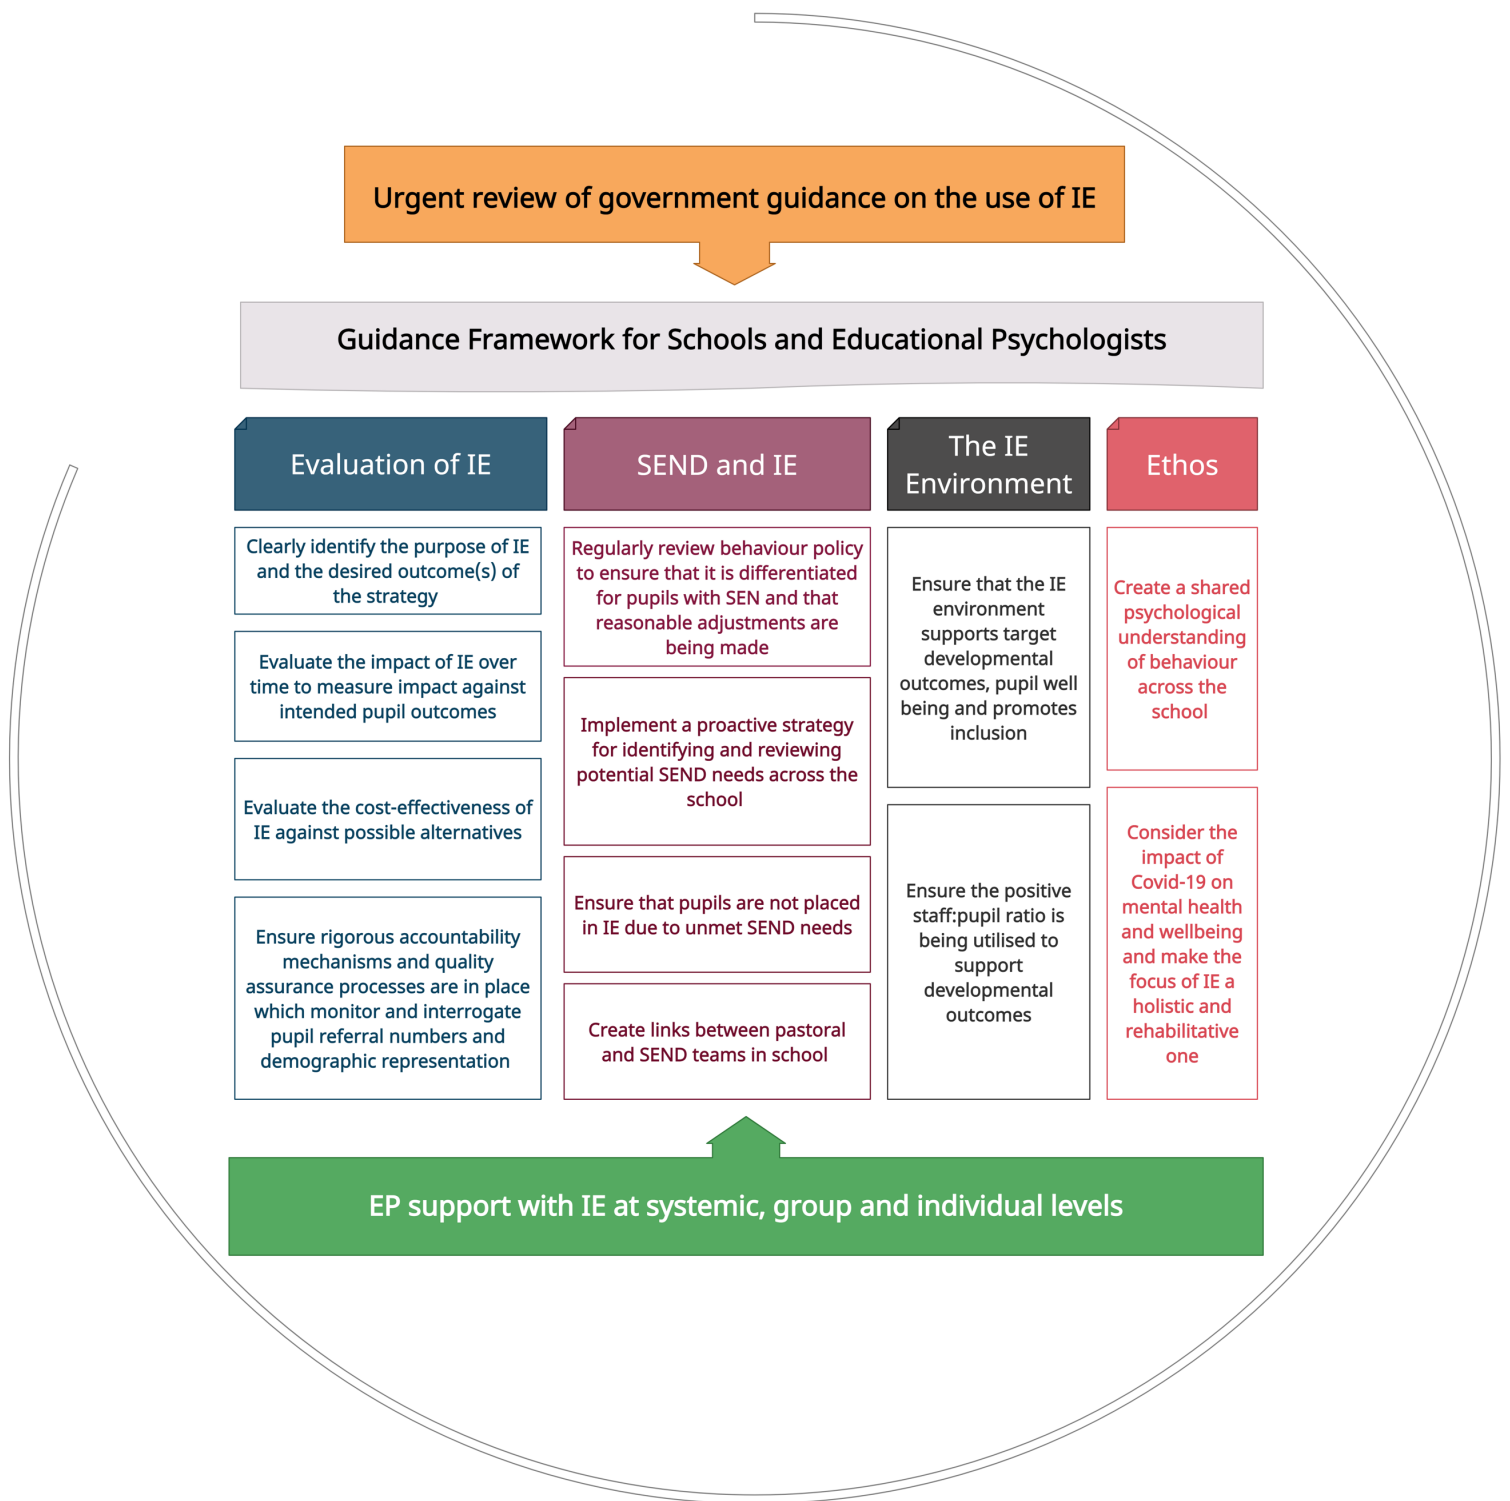 Urgent review of government guidance on the use of IE
Guidance Framework for Schools and Educational Psychologists
Evaluation of IE
Clearly identify the purpose of IE
and the desired outcome(s) of
the strategy
Evaluate the impact of IE over
time to measure impact against
intended pupil outcomes
Evaluate the cost-effectiveness of
IE against possible alternatives
Ensure rigorous accountability
mechanisms and quality
assurance processes are in place
which monitor and interrogate
pupil referral numbers and
demographic representation
SEND and IE
Regularly review behaviour policy
to ensure that it is differentiated
for pupils with SEN and that
reasonable adjustments are
being made
Implement a proactive strategy
for identifying and reviewing
potential SEND needs across the
school
Ensure that pupils are not placed
in IE due to unmet SEND needs
Create links between pastoral
and SEND teams in school
The IE
Environment
Ensure that the IE
environment
supports target
developmental
outcomes, pupil well
being and promotes
inclusion
Ensure the positive
staff:pupil ratio is
being utilised to
support
developmental
outcomes
Ethos
Create a shared
psychological
understanding
of behaviour
across the
school
Consider the
impact of
Covid-19 on
mental health
and wellbeing
and make the
focus of IE a
holistic and
rehabilitative
one
EP support with IE at systemic, group and individual levels